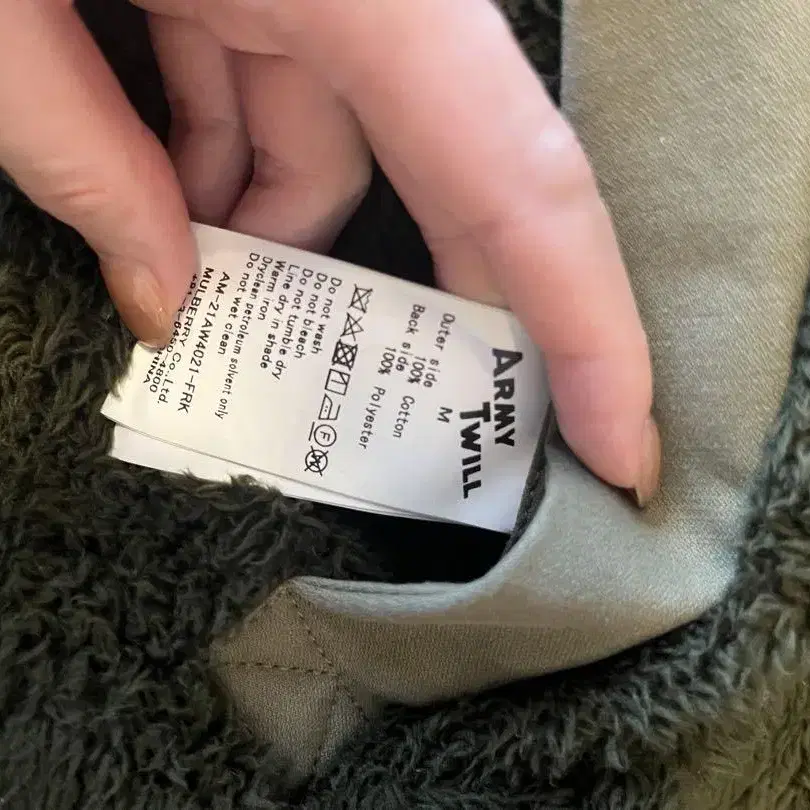 ARMY
TWILL
M
Outer side
100% Cotton
Back side
100% Polyester
Do not wash
Do not bleach
Line dry in shade
Do not tumble dry
Warm iron
Dryclean petroleum solvent only
Do not wet clean
AM-21AW4021-FRK
MULBERRY Co.,Ltd.